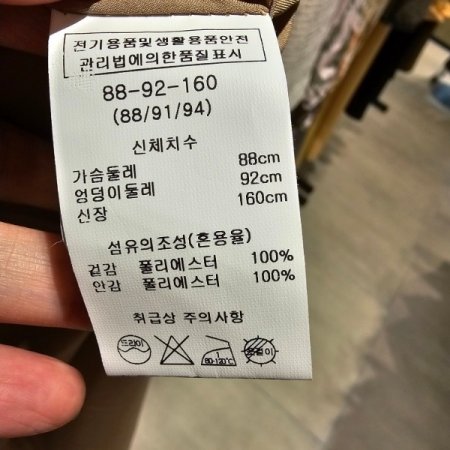 전기용품및생활용품안전
관리법에의한품질표시
88-92-160
(88/91/94)
신체치수
가슴둘레 88cm
엉덩이둘레 92cm
신장 160cm
섬유의조성(혼용율)
겉감 폴리에스터 100%
안감 폴리에스터 100%
취급상 주의사항
드라이
80-120℃
옷걸이